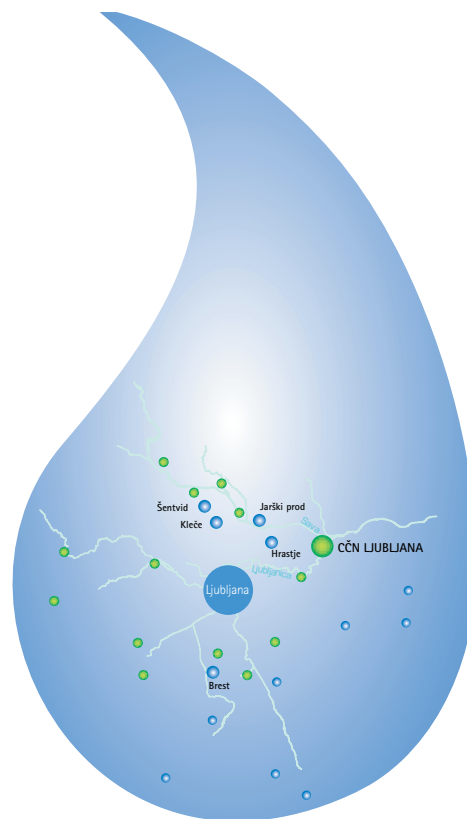 Šentvid
Jarški prod
Kleče
Sava
Hrastje
CČN LJUBLJANA
Ljubljanica
Ljubljana
Brest